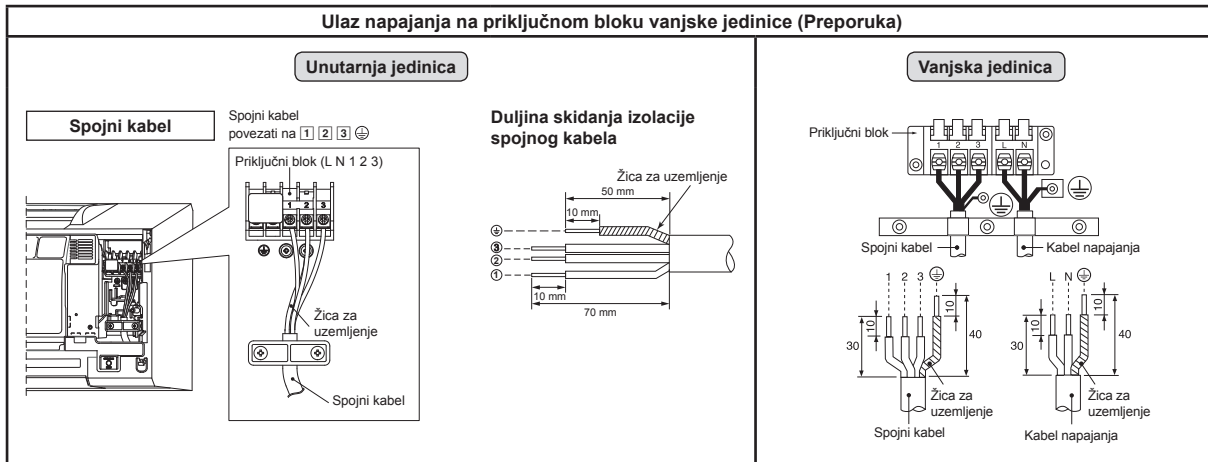 Ulaz napajanja na priključnom bloku vanjske jedinice (Preporuka)
Unutarnja jedinica
Spojni kabel
Spojni kabel
povezati na 1 2 3 ⏚
Priključni blok (L N 1 2 3)
1 2 3
Žica za
uzemljenje
Spojni kabel
Duljina skidanja izolacije
spojnog kabela
Žica za uzemljenje
50 mm
10 mm
⏚
③
②
①
10 mm
70 mm
Vanjska jedinica
Priključni blok
1 2 3 L N
⏚
⏚
Spojni kabel
Kabel napajanja
1 2 3 ⏚
10
10
30
40
Žica za
uzemljenje
Spojni kabel
L N ⏚
10
10
30
40
Žica za
uzemljenje
Kabel napajanja